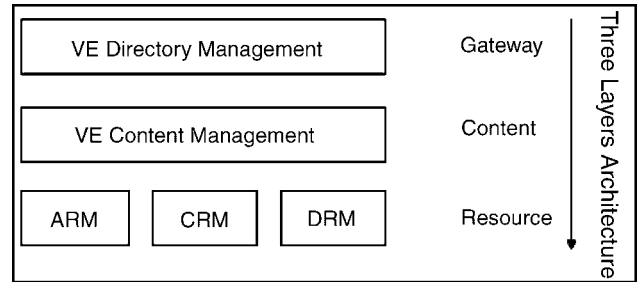 VE Directory Management
Gateway
VE Content Management
Content
ARM
CRM
DRM
Resource
Three Layers Architecture